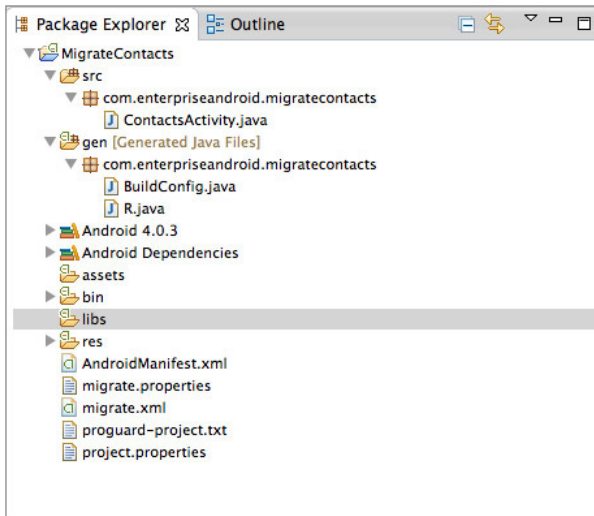 Package Explorer Outline
MigrateContacts
src
com.enterpriseandroid.migratecontacts
ContactsActivity.java
gen [Generated Java Files]
com.enterpriseandroid.migratecontacts
BuildConfig.java
R.java
Android 4.0.3
Android Dependencies
assets
bin
libs
res
AndroidManifest.xml
migrate.properties
migrate.xml
proguard-project.txt
project.properties